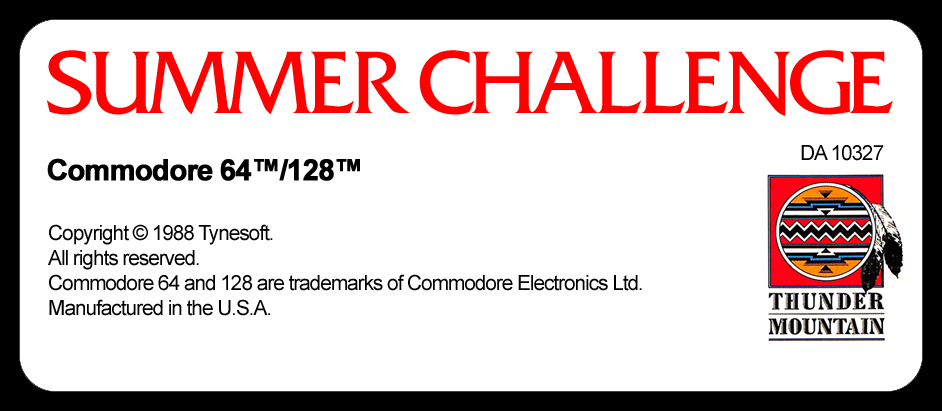 SUMMER CHALLENGE
DA 10327
Commodore 64™/128™
Copyright © 1988 Tynesoft.
All rights reserved.
Commodore 64 and 128 are trademarks of Commodore Electronics Ltd.
Manufactured in the U.S.A.
THUNDER
MOUNTAIN